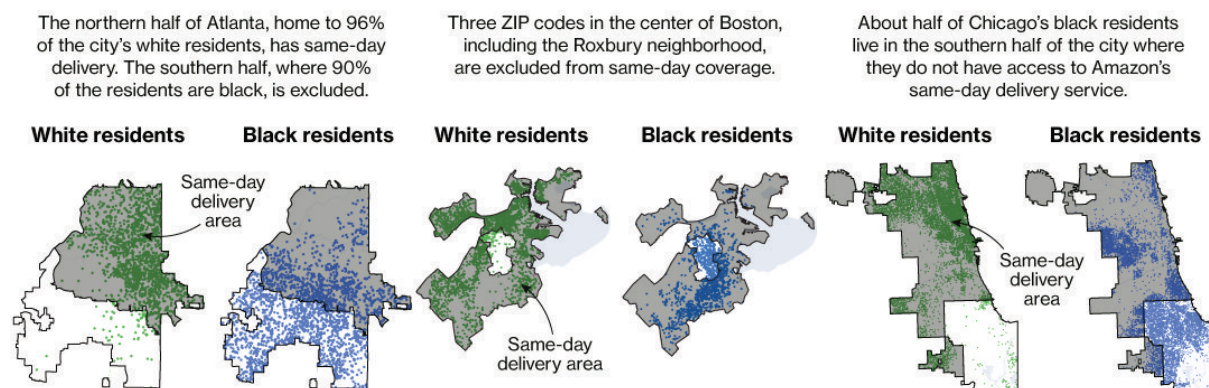 The northern half of Atlanta, home to 96%
of the city's white residents, has same-day
delivery. The southern half, where 90%
of the residents are black, is excluded.
White residents
Black residents
Same-day
delivery
area
Three ZIP codes in the center of Boston,
including the Roxbury neighborhood,
are excluded from same-day coverage.
White residents
Black residents
Same-day
delivery area
About half of Chicago's black residents
live in the southern half of the city where
they do not have access to Amazon's
same-day delivery service.
White residents
Black residents
Same-day
delivery
area